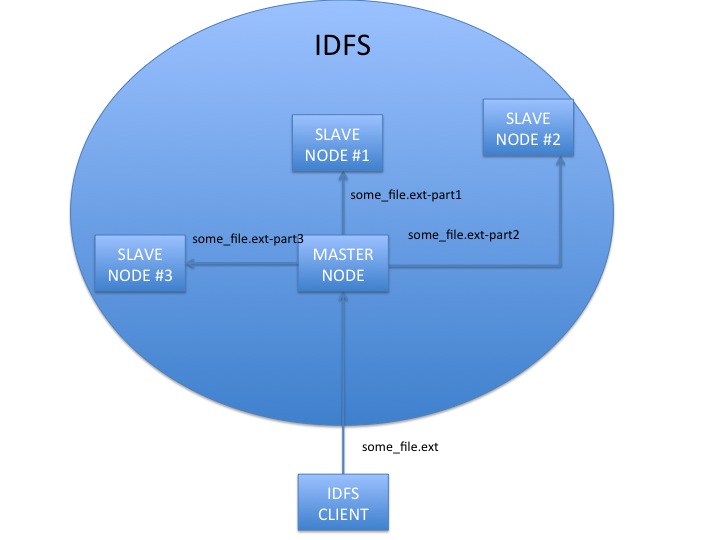 IDFS
SLAVE
NODE #1
SLAVE
NODE #2
some_file.ext-part1
some_file.ext-part3
some_file.ext-part2
SLAVE
NODE #3
MASTER
NODE
some_file.ext
IDFS
CLIENT